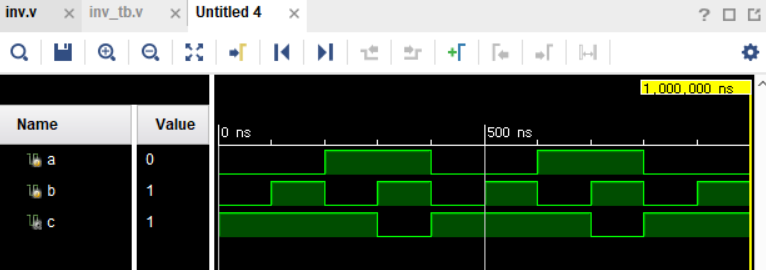 inv.v × inv_tb.v × Untitled 4 ×
?
1,000,000 ns
Name Value
0 ns 500 ns
a 0
b 1
c 1